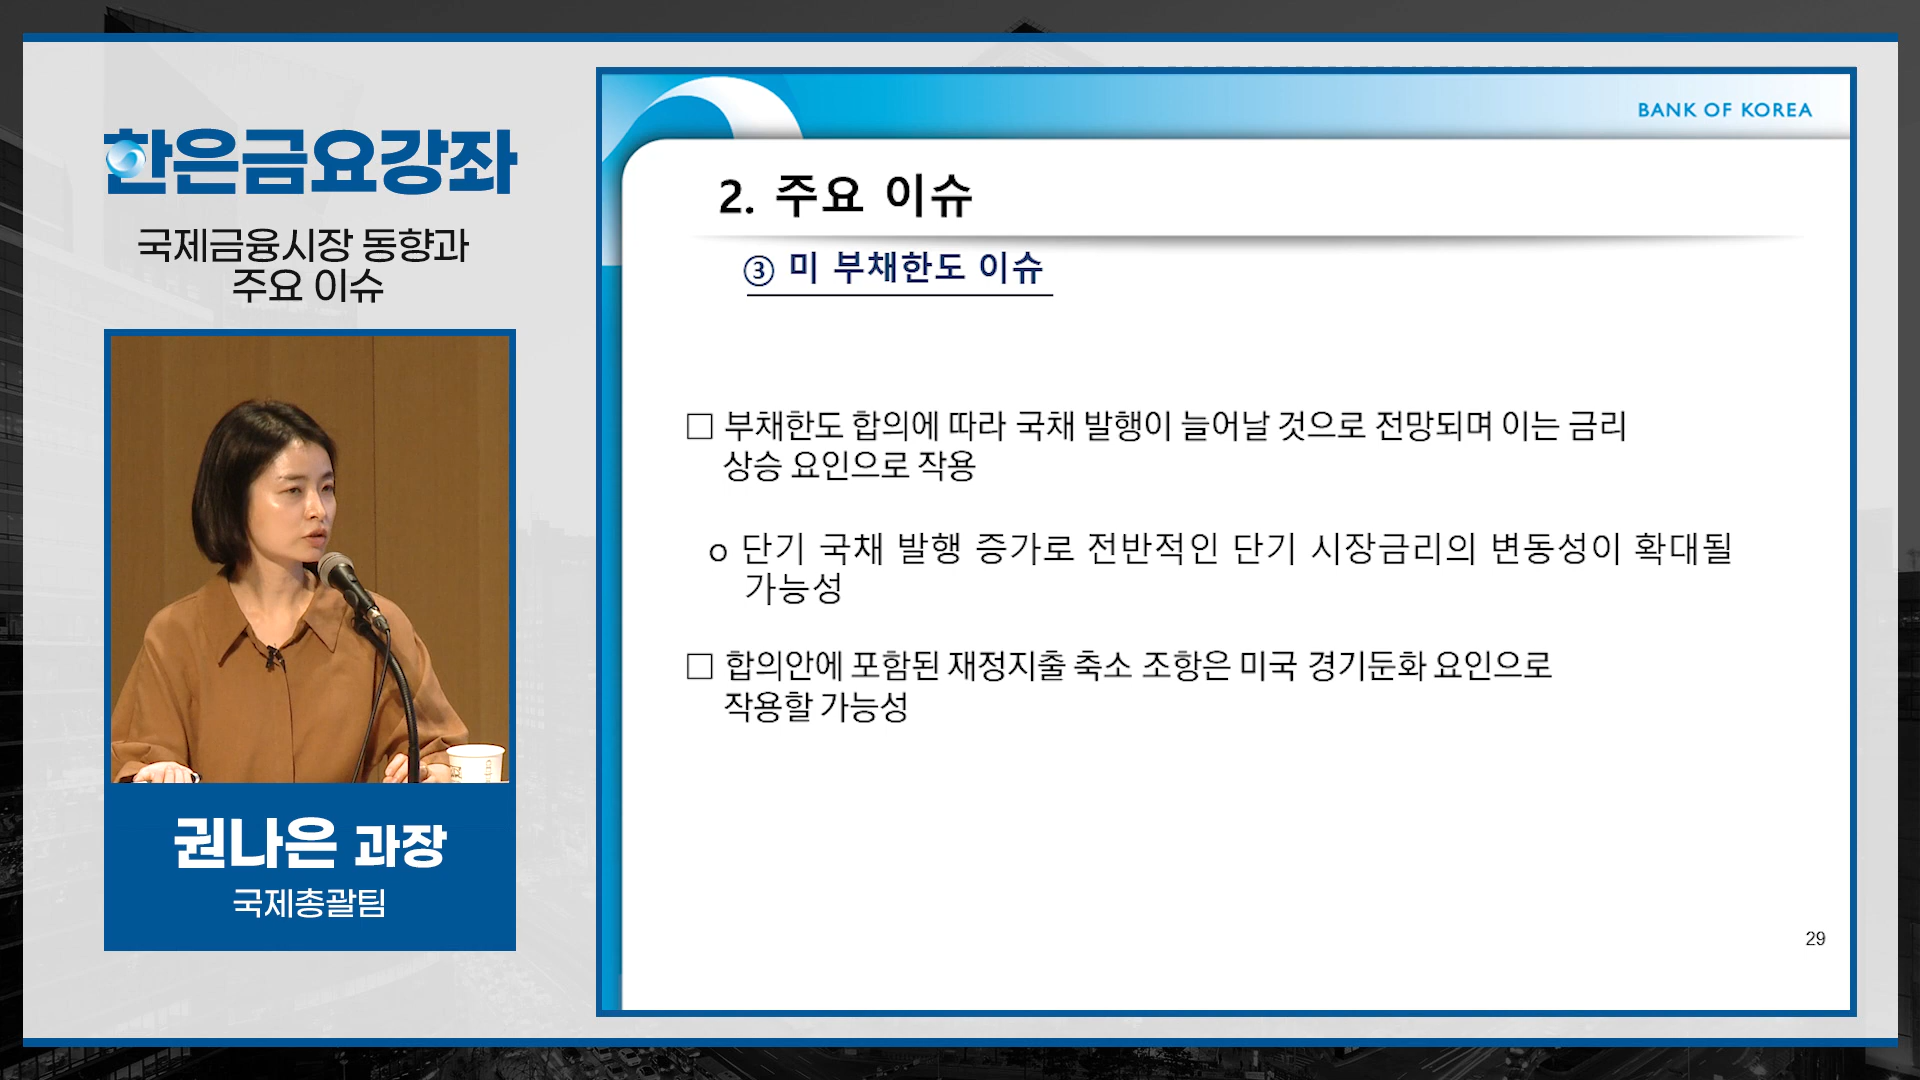 한은금요강좌
국제금융시장 동향과
주요 이슈
권나은 과장
국제총괄팀
BANK OF KOREA
2. 주요 이슈
③ 미 부채한도 이슈
□ 부채한도 합의에 따라 국채 발행이 늘어날 것으로 전망되며 이는 금리
상승 요인으로 작용
o 단기 국채 발행 증가로 전반적인 단기 시장금리의 변동성이 확대될
가능성
□ 합의안에 포함된 재정지출 축소 조항은 미국 경기둔화 요인으로
작용할 가능성
29